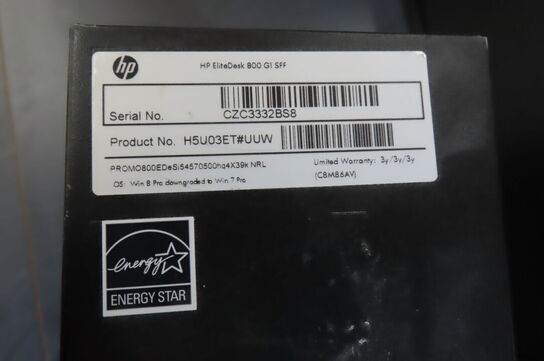 hp
HP EliteDesk 800 G1 SFF
Serial No. CZC3332BS8
Product No. H5U03ET#UUW
PROMO800EDeSi54570500hq4X39k NRL Limited Warranty: 3y/3y/3y
OS: Win 8 Pro downgraded to Win 7 Pro (C8M86AV)
energy
ENERGY STAR